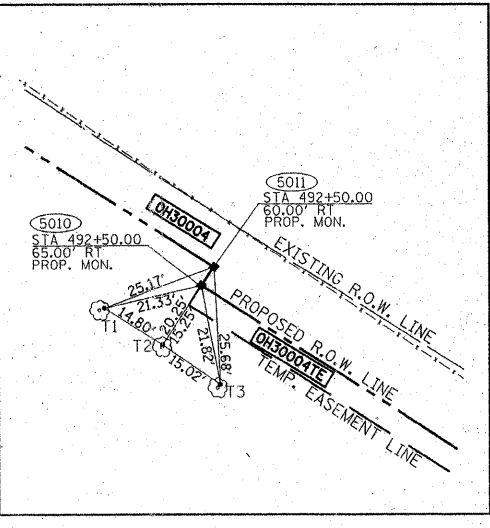 5011
STA 492+50.00
60.00' RT
PROP. MON.
OH30004
5010
STA 492+50.00
65.00' RT
PROP. MON.
EXISTING R.O.W. LINE
25.17'
21.33'
T1
14.80'
20.25'
15.25'
T2
21.82'
25.68'
15.02'
T3
PROPOSED R.O.W. LINE
OH30004TE
TEMP. EASEMENT LINE